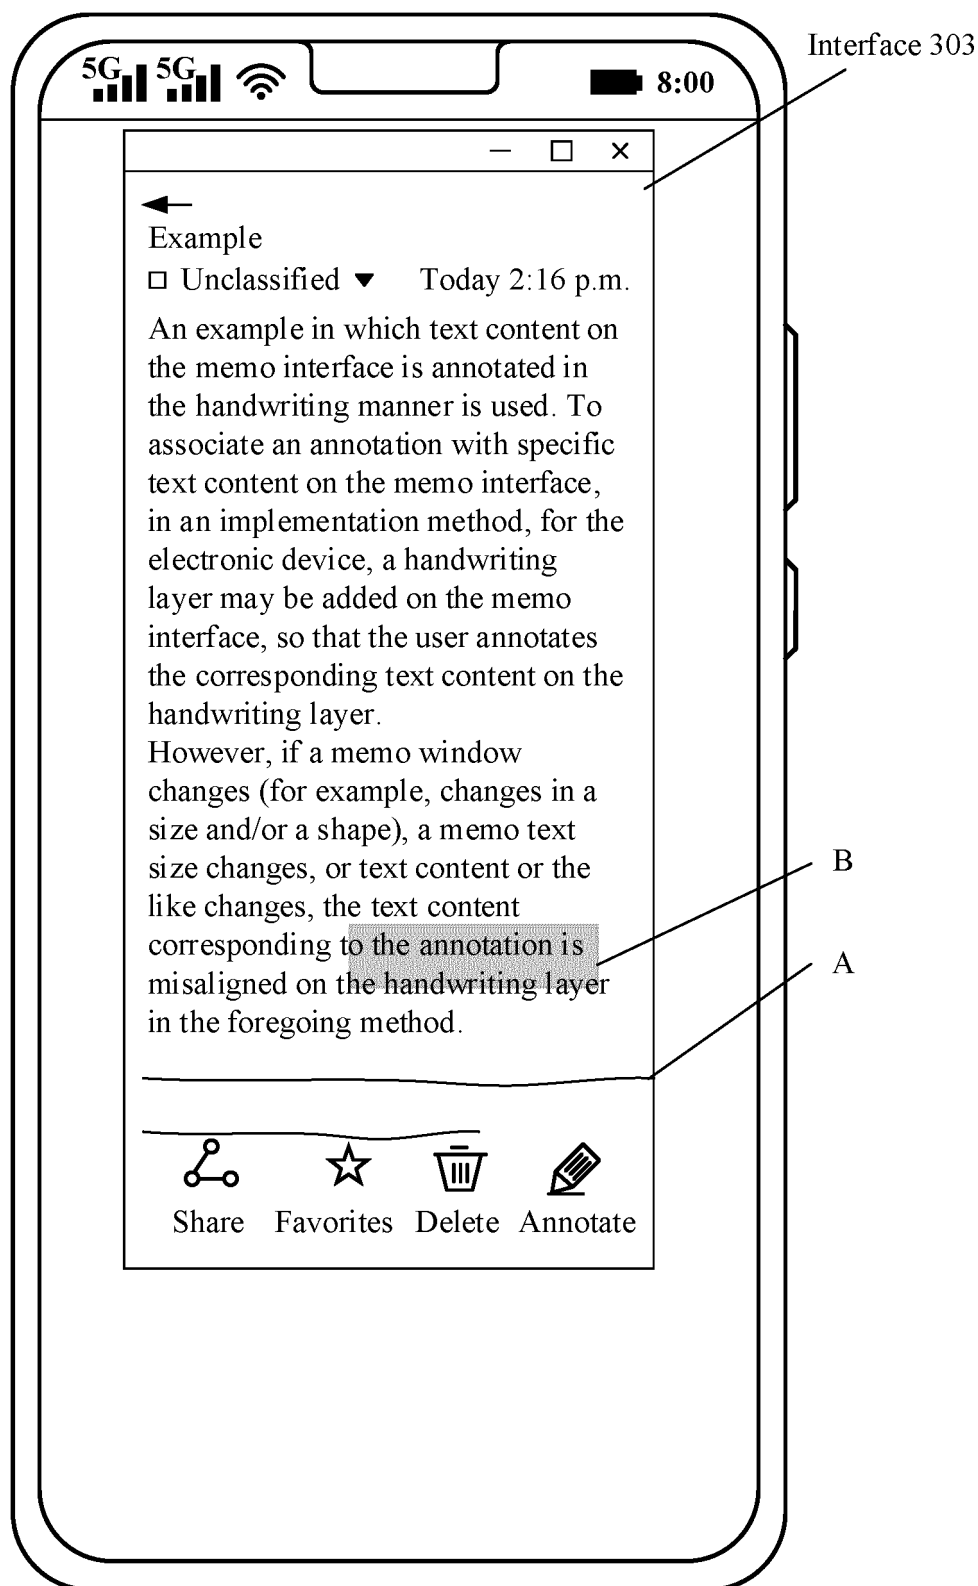 Interface 303
5G 5G 8:00
Example
Unclassified Today 2:16 p.m.
An example in which text content on
the memo interface is annotated in
the handwriting manner is used. To
associate an annotation with specific
text content on the memo interface,
in an implementation method, for the
electronic device, a handwriting
layer may be added on the memo
interface, so that the user annotates
the corresponding text content on the
handwriting layer.
However, if a memo window
changes (for example, changes in a
size and/or a shape), a memo text
size changes, or text content or the
like changes, the text content
corresponding to the annotation is
misaligned on the handwriting layer
in the foregoing method.
B
A
Share Favorites Delete Annotate